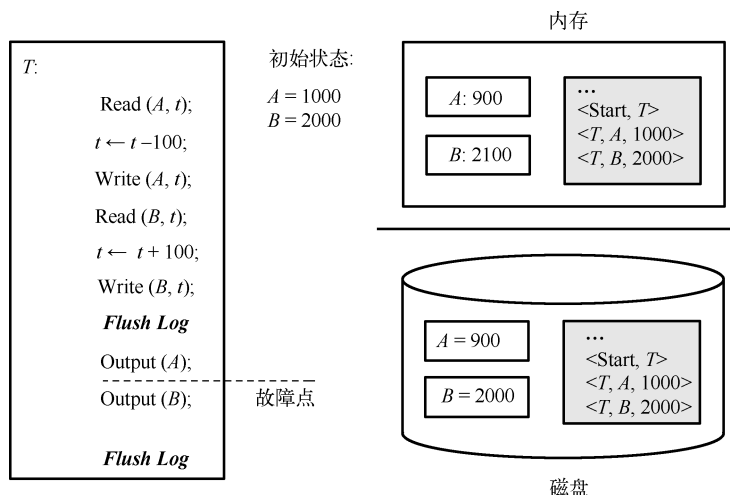 T:
Read (A, t);
t ← t –100;
Write (A, t);
Read (B, t);
t ← t + 100;
Write (B, t);
Flush Log
Output (A);
Output (B);
Flush Log
故障点
初始状态:
A = 1000
B = 2000
内存
A: 900
B: 2100
...
<Start, T>
<T, A, 1000>
<T, B, 2000>
A = 900
B = 2000
...
<Start, T>
<T, A, 1000>
<T, B, 2000>
磁盘